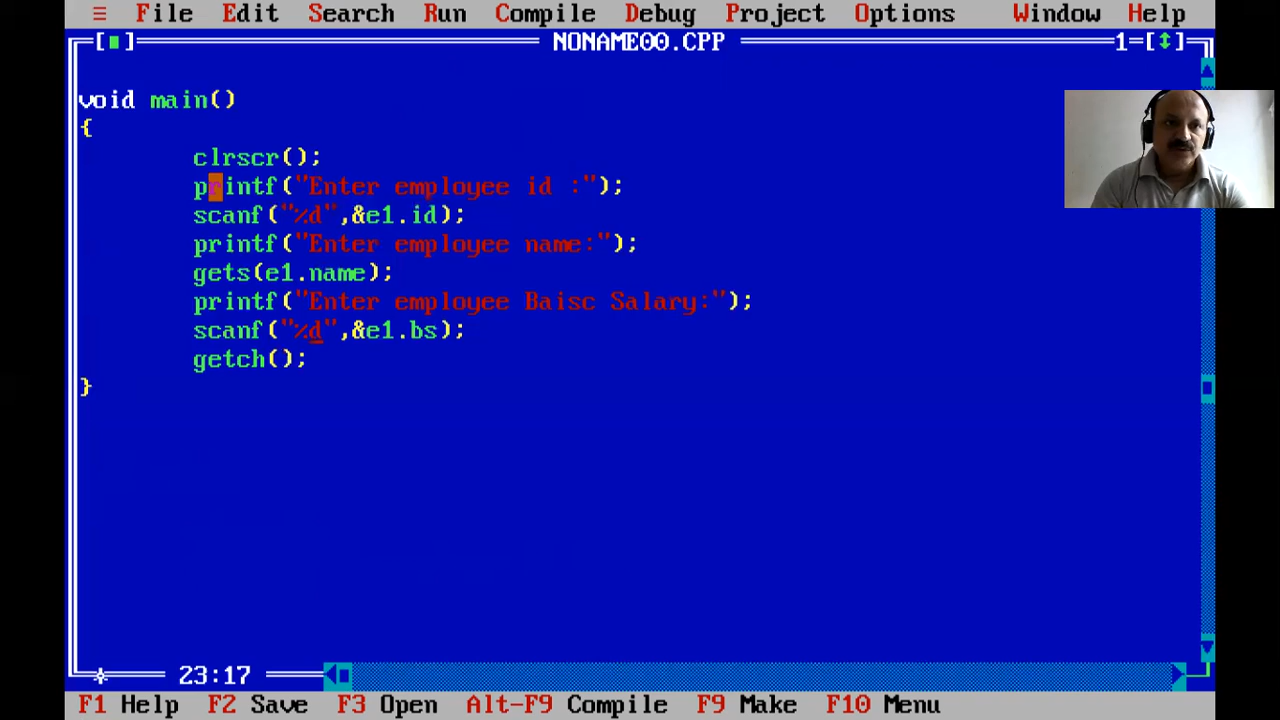 ≡ File Edit Search Run Compile Debug Project Options Window Help
[■] NONAME00.CPP 1=[↕]
void main()
{
clrscr();
printf("Enter employee id :");
scanf("%d",&e1.id);
printf("Enter employee name:");
gets(e1.name);
printf("Enter employee Baisc Salary:");
scanf("%d",&e1.bs);
getch();
}
* 23:17
F1 Help F2 Save F3 Open Alt-F9 Compile F9 Make F10 Menu